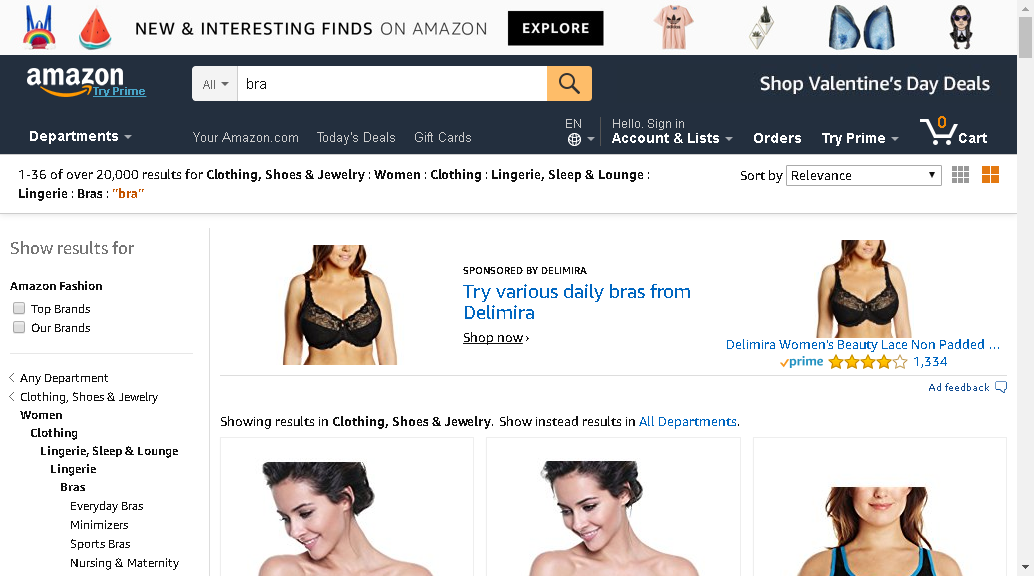 NEW & INTERESTING FINDS ON AMAZON EXPLORE
amazon
Try Prime
All
bra
Shop Valentine's Day Deals
Departments
Your Amazon.com Today's Deals Gift Cards
EN
Hello. Sign in
Account & Lists
Orders
Try Prime
0
Cart
1-36 of over 20,000 results for Clothing, Shoes & Jewelry : Women : Clothing : Lingerie, Sleep & Lounge :
Lingerie : Bras : "bra"
Sort by Relevance
Show results for
Amazon Fashion
Top Brands
Our Brands
Any Department
Clothing, Shoes & Jewelry
Women
Clothing
Lingerie, Sleep & Lounge
Lingerie
Bras
Everyday Bras
Minimizers
Sports Bras
Nursing & Maternity
SPONSORED BY DELIMIRA
Try various daily bras from
Delimira
Shop now ›
Delimira Women's Beauty Lace Non Padded ...
prime 1,334
Ad feedback
Showing results in Clothing, Shoes & Jewelry. Show instead results in All Departments.